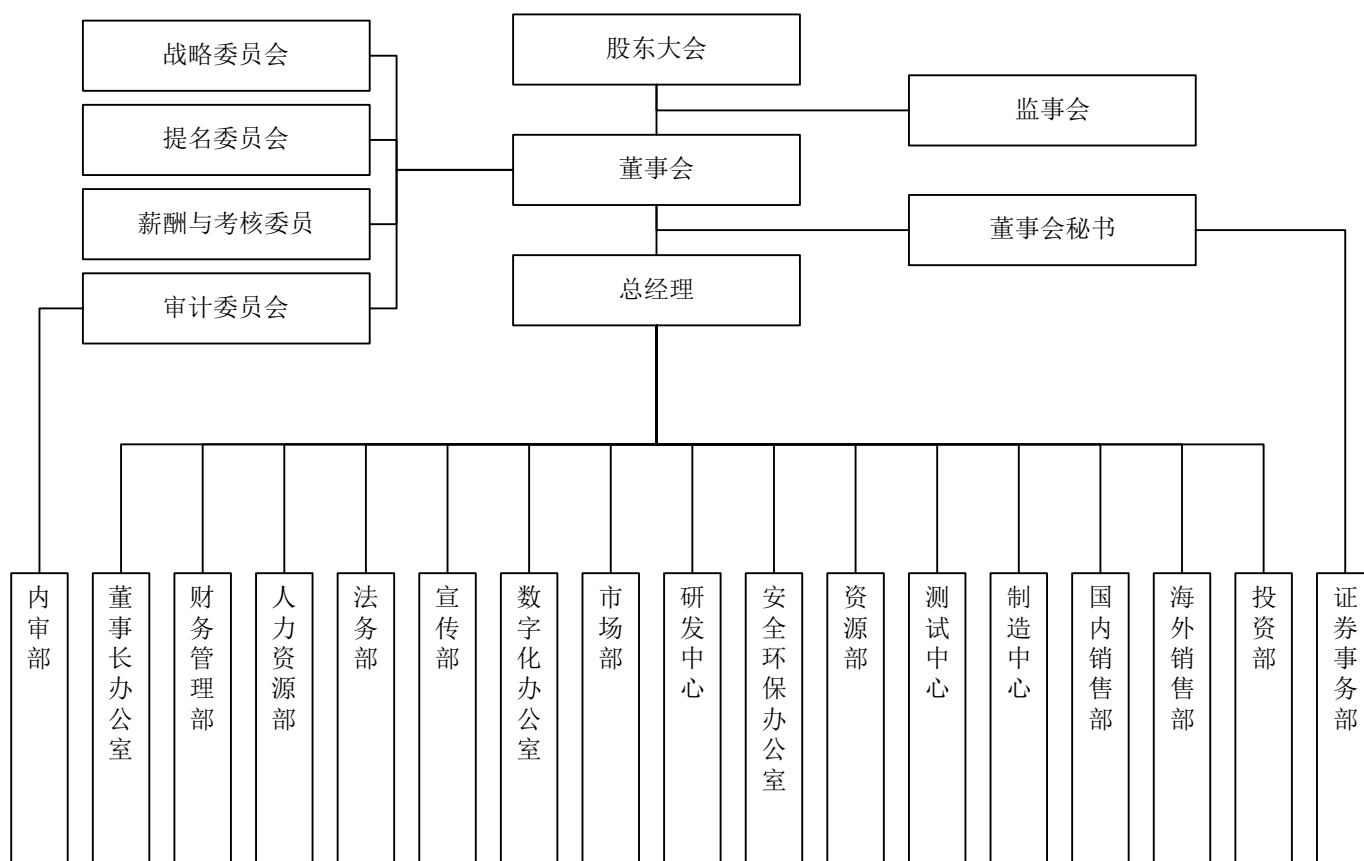 战略委员会
股东大会
监事会
提名委员会
董事会
薪酬与考核委员
董事会秘书
总经理
审计委员会
内审部
董事长办公室
财务管理部
人力资源部
法务部
宣传部
数字化办公室
市场部
研发中心
安全环保办公室
资源部
测试中心
制造中心
国内销售部
海外销售部
投资部
证券事务部